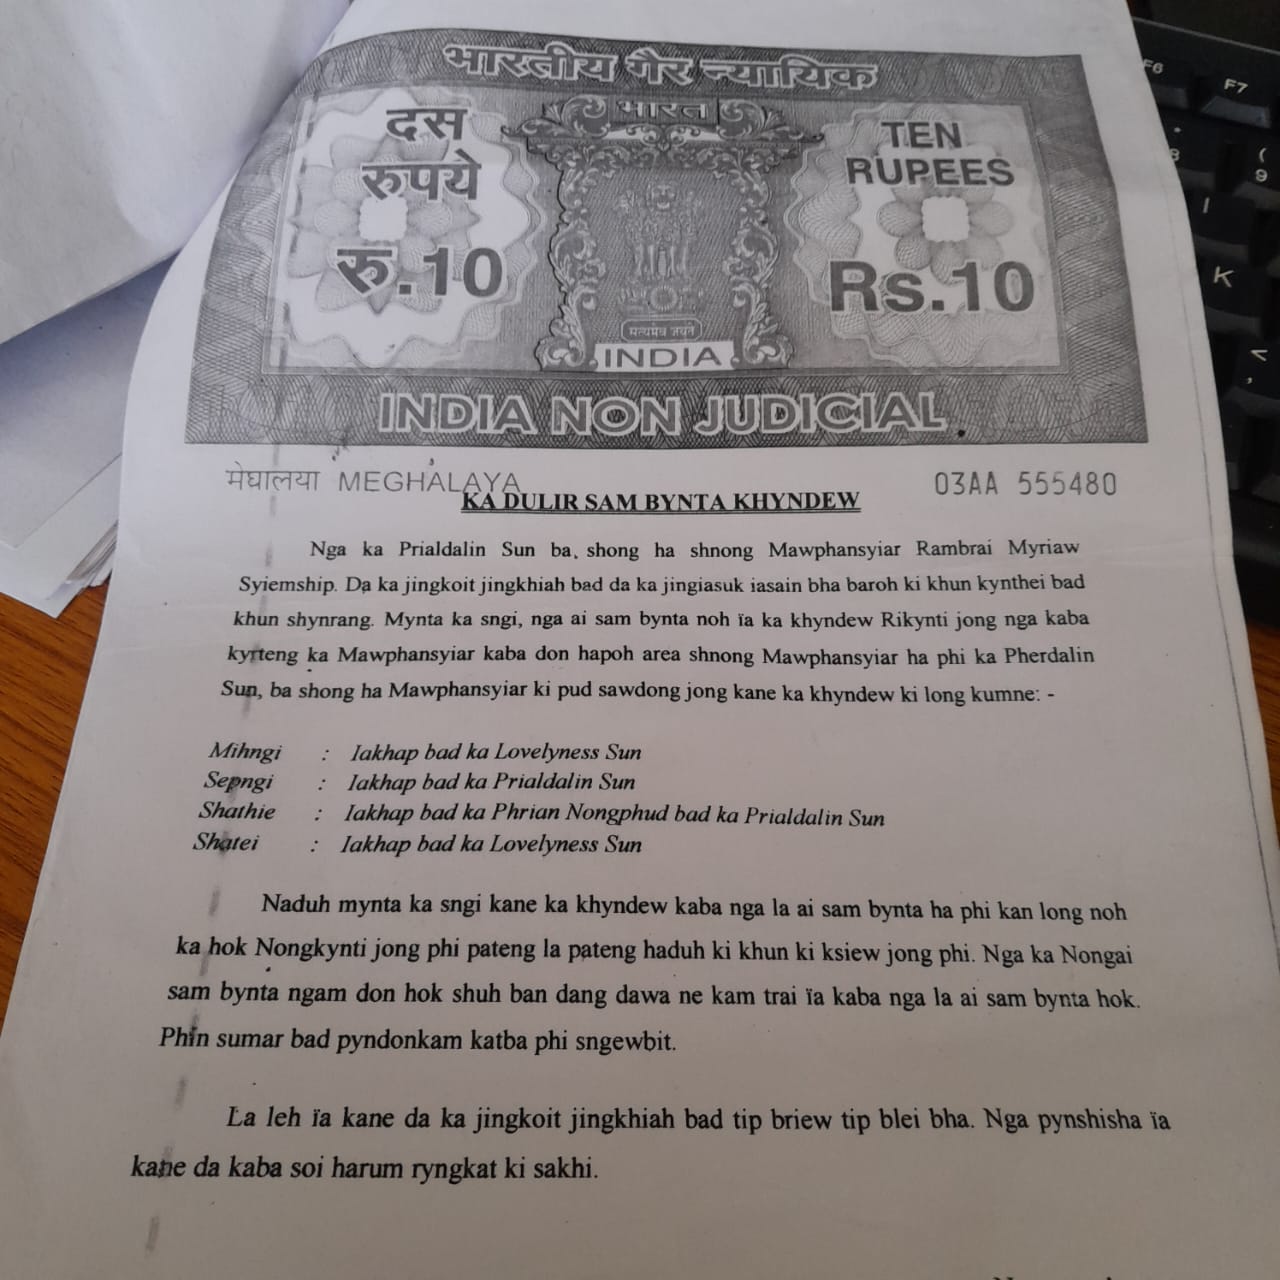 भारतीय गैर न्यायिक
भारत
दस
रुपये
रु.10
TEN
RUPEES
Rs.10
सत्यमेव जयते
INDIA
INDIA NON JUDICIAL
मेघालया MEGHALAYA
03AA 555480
KA DULIR SAM BYNTA KHYNDEW
Nga ka Prialdalin Sun ba, shong ha shnong Mawphansyiar Rambrai Myriaw
Syiemship. Da ka jingkoit jingkhiah bad da ka jingiasuk iasain bha baroh ki khun kynthei bad
khun shynrang. Mynta ka sngi, nga ai sam bynta noh ïa ka khyndew Rikynti jong nga kaba
kyrteng ka Mawphansyiar kaba don hapoh area shnong Mawphansyiar ha phi ka Pherdalin
Sun, ba shong ha Mawphansyiar ki pud sawdong jong kane ka khyndew ki long kumne: -
Mihngi : Iakhap bad ka Lovelyness Sun
Sepngi : Iakhap bad ka Prialdalin Sun
Shathie : Iakhap bad ka Phrian Nongphud bad ka Prialdalin Sun
Shatei : Iakhap bad ka Lovelyness Sun
Naduh mynta ka sngi kane ka khyndew kaba nga la ai sam bynta ha phi kan long noh
ka hok Nongkynti jong phi pateng la pateng haduh ki khun ki ksiew jong phi. Nga ka Nongai
sam bynta ngam don hok shuh ban dang dawa ne kam trai ïa kaba nga la ai sam bynta hok.
Phin sumar bad pyndonkam katba phi sngewbit.
La leh ïa kane da ka jingkoit jingkhiah bad tip briew tip blei bha. Nga pynshisha ïa
kane da kaba soi harum ryngkat ki sakhi.
F6
F7
8
(
9
I
K
<
,